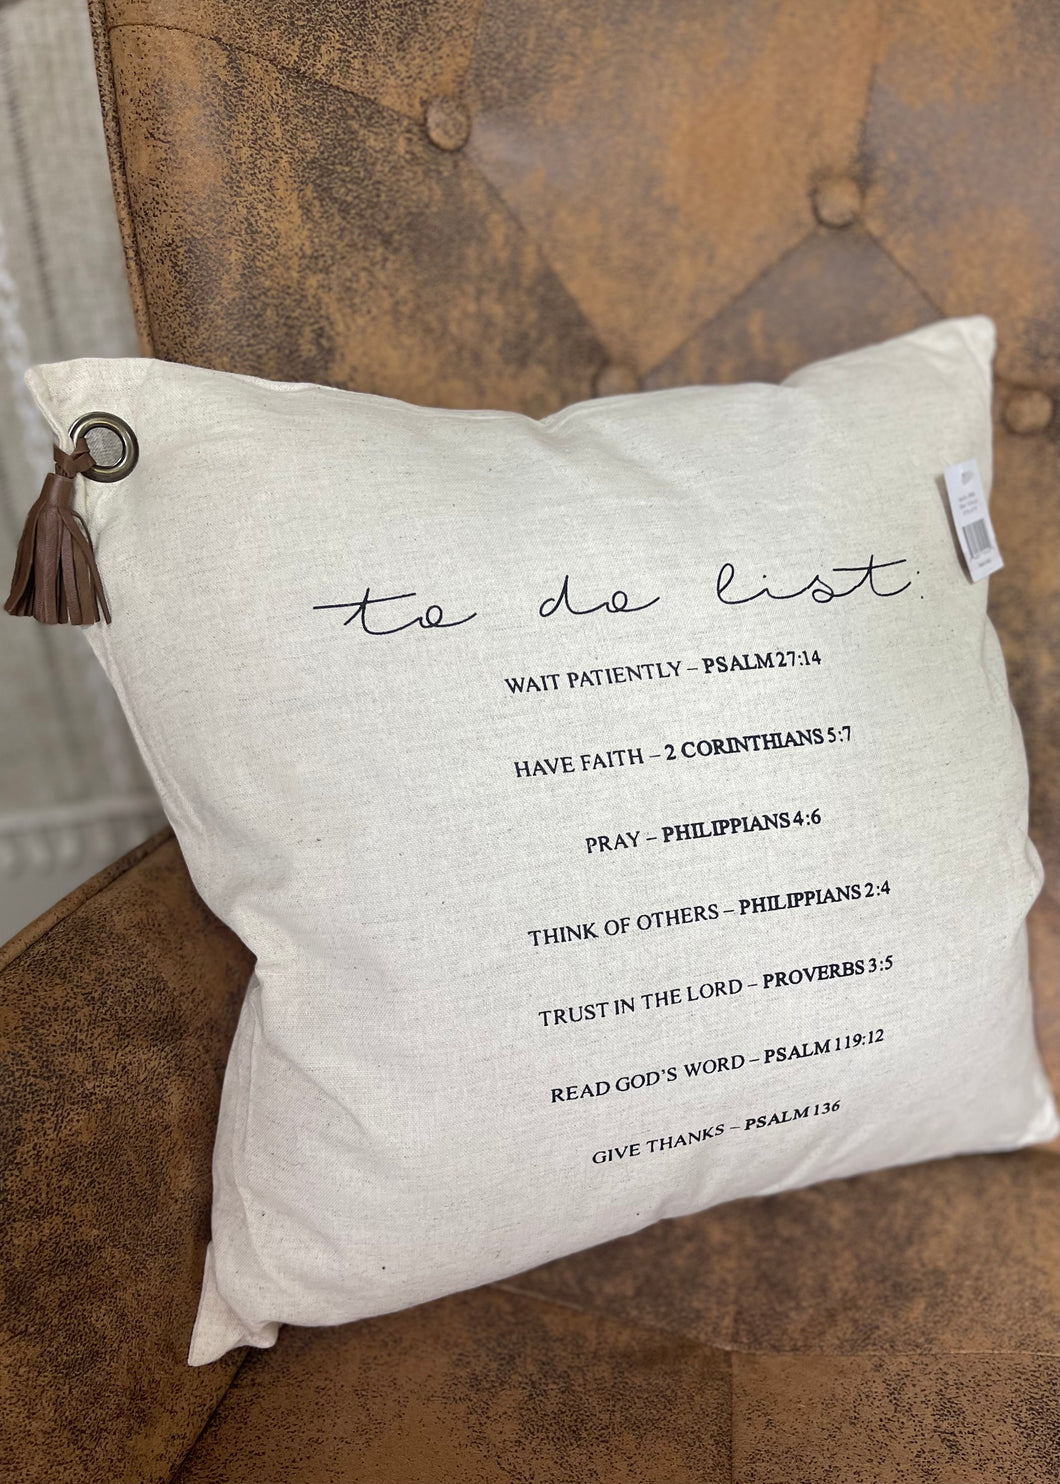 to do list:
WAIT PATIENTLY – PSALM 27:14
HAVE FAITH – 2 CORINTHIANS 5:7
PRAY – PHILIPPIANS 4:6
THINK OF OTHERS – PHILIPPIANS 2:4
TRUST IN THE LORD – PROVERBS 3:5
READ GOD'S WORD – PSALM 119:12
GIVE THANKS – PSALM 136